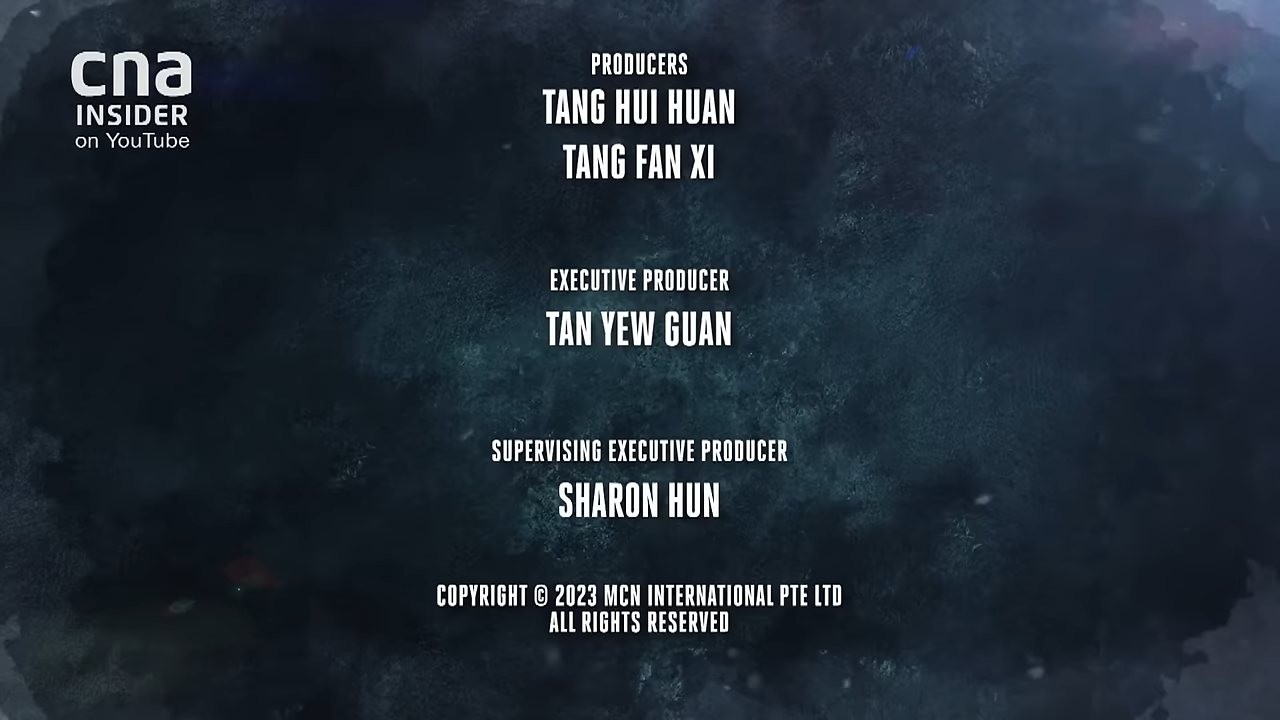 cna
INSIDER
on YouTube
PRODUCERS
TANG HUI HUAN
TANG FAN XI
EXECUTIVE PRODUCER
TAN YEW GUAN
SUPERVISING EXECUTIVE PRODUCER
SHARON HUN
COPYRIGHT © 2023 MCN INTERNATIONAL PTE LTD
ALL RIGHTS RESERVED